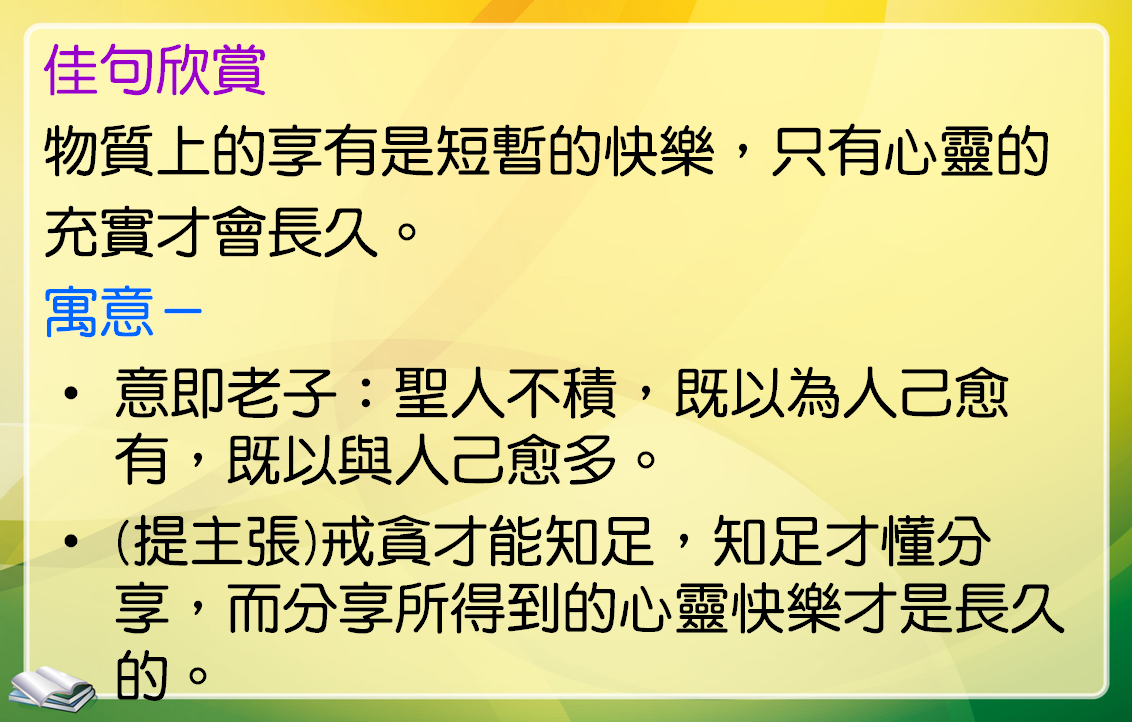 佳句欣賞
物質上的享有是短暫的快樂，只有心靈的
充實才會長久。
寓意－
• 意即老子：聖人不積，既以為人己愈
有，既以與人己愈多。
• (提主張)戒貪才能知足，知足才懂分
享，而分享所得到的心靈快樂才是長久
的。